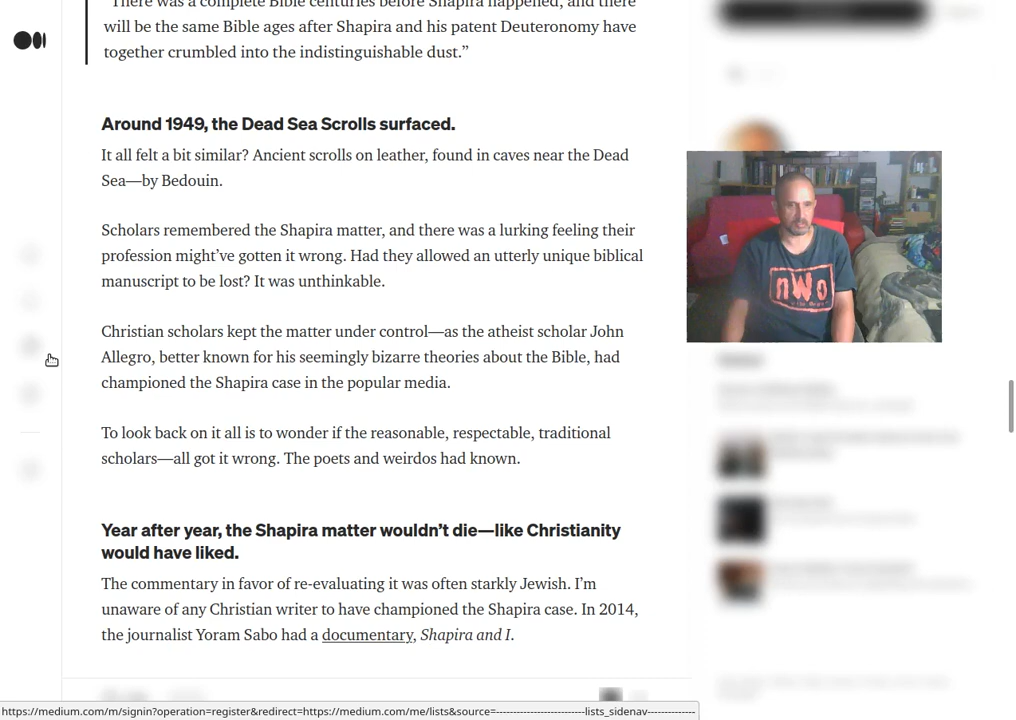 "There was a complete Bible centuries before Shapira happened, and there
will be the same Bible ages after Shapira and his patent Deuteronomy have
together crumbled into the indistinguishable dust.”
Around 1949, the Dead Sea Scrolls surfaced.
It all felt a bit similar? Ancient scrolls on leather, found in caves near the Dead
Sea—by Bedouin.
Scholars remembered the Shapira matter, and there was a lurking feeling their
profession might’ve gotten it wrong. Had they allowed an utterly unique biblical
manuscript to be lost? It was unthinkable.
Christian scholars kept the matter under control—as the atheist scholar John
Allegro, better known for his seemingly bizarre theories about the Bible, had
championed the Shapira case in the popular media.
To look back on it all is to wonder if the reasonable, respectable, traditional
scholars—all got it wrong. The poets and weirdos had known.
Year after year, the Shapira matter wouldn’t die—like Christianity
would have liked.
The commentary in favor of re-evaluating it was often starkly Jewish. I’m
unaware of any Christian writer to have championed the Shapira case. In 2014,
the journalist Yoram Sabo had a documentary, Shapira and I.
nWo
https://medium.com/m/signin?operation=register&redirect=https://medium.com/me/lists&source=--------------------------lists_sidenav--------------